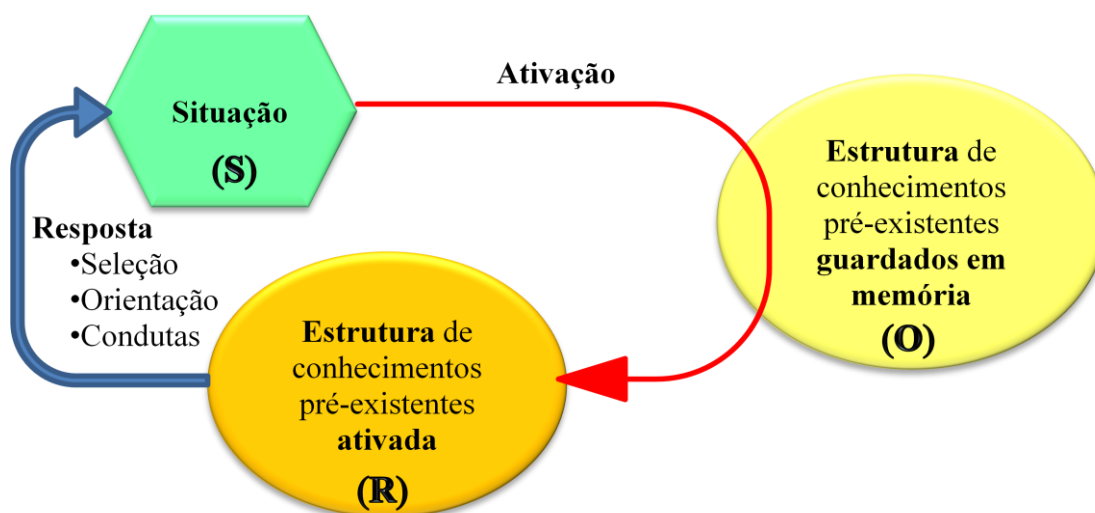 Situação
(S)
Ativação
Estrutura de
conhecimentos
pré-existentes
guardados em
memória
(O)
Resposta
•Seleção
•Orientação
•Condutas
Estrutura de
conhecimentos
pré-existentes
ativada
(R)